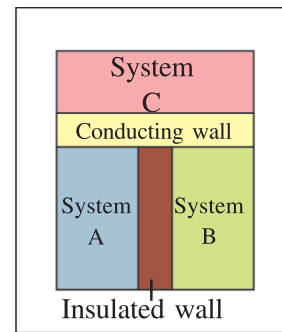 System
C
Conducting wall
System
A
System
B
Insulated wall